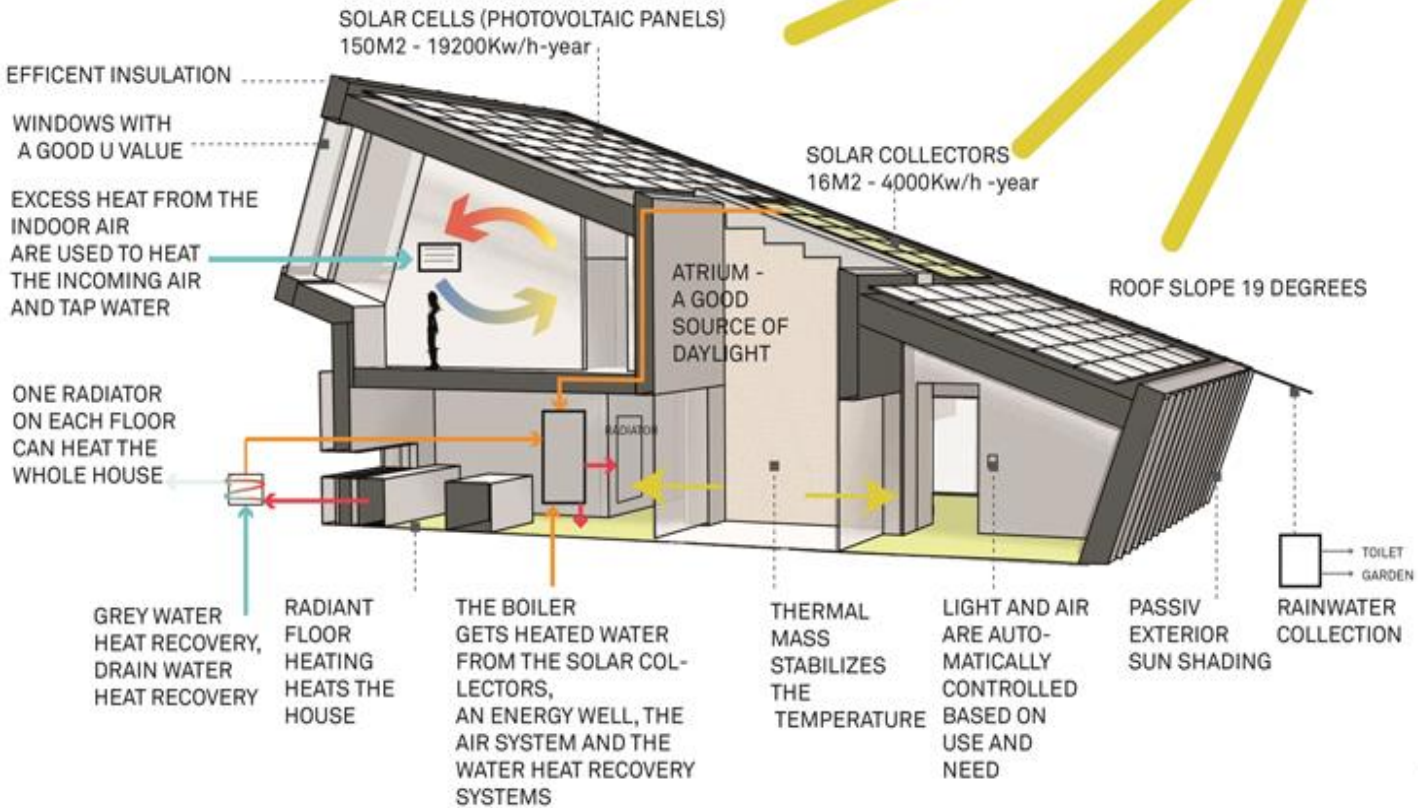 SOLAR CELLS (PHOTOVOLTAIC PANELS)
150M2 - 19200Kw/h-year
EFFICENT INSULATION
WINDOWS WITH
A GOOD U VALUE
SOLAR COLLECTORS
16M2 - 4000Kw/h -year
EXCESS HEAT FROM THE
INDOOR AIR
ARE USED TO HEAT
THE INCOMING AIR
AND TAP WATER
ATRIUM -
A GOOD
SOURCE OF
DAYLIGHT
ROOF SLOPE 19 DEGREES
ONE RADIATOR
ON EACH FLOOR
CAN HEAT THE
WHOLE HOUSE
RADIATOR
GREY WATER
HEAT RECOVERY,
DRAIN WATER
HEAT RECOVERY
RADIANT
FLOOR
HEATING
HEATS THE
HOUSE
THE BOILER
GETS HEATED WATER
FROM THE SOLAR COL-
LECTORS,
AN ENERGY WELL, THE
AIR SYSTEM AND THE
WATER HEAT RECOVERY
SYSTEMS
THERMAL
MASS
STABILIZES
THE
TEMPERATURE
LIGHT AND AIR
ARE AUTO-
MATICALLY
CONTROLLED
BASED ON
USE AND
NEED
PASSIV
EXTERIOR
SUN SHADING
TOILET
GARDEN
RAINWATER
COLLECTION